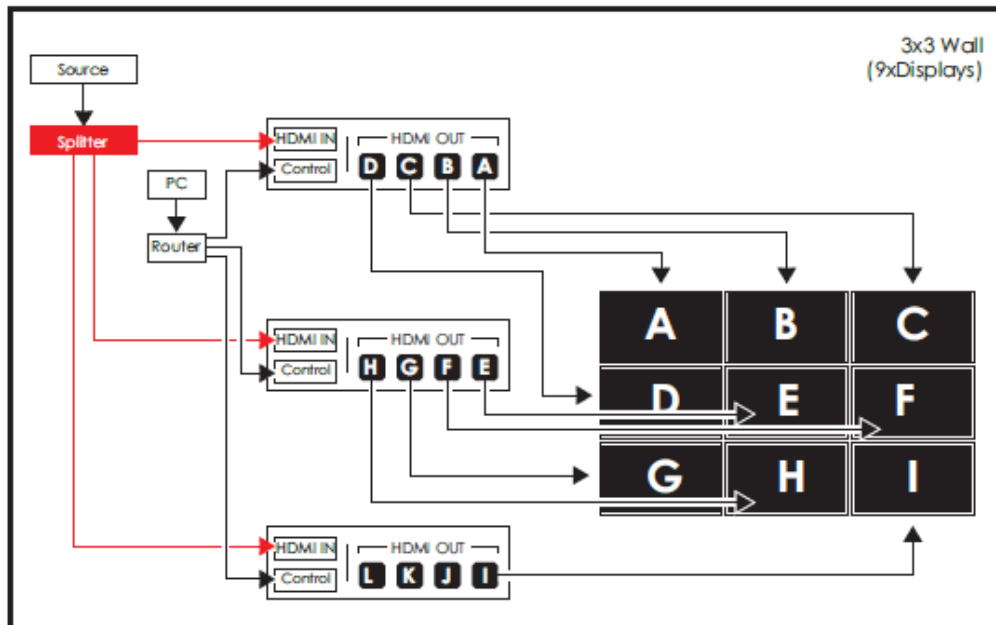 3x3 Wall
(9xDisplays)
Source
Splitter
HDMI IN
HDMI OUT
Control
D C B A
PC
Router
HDMI IN
HDMI OUT
Control
H G F E
A B C
D E F
G H I
HDMI IN
HDMI OUT
Control
L K J I